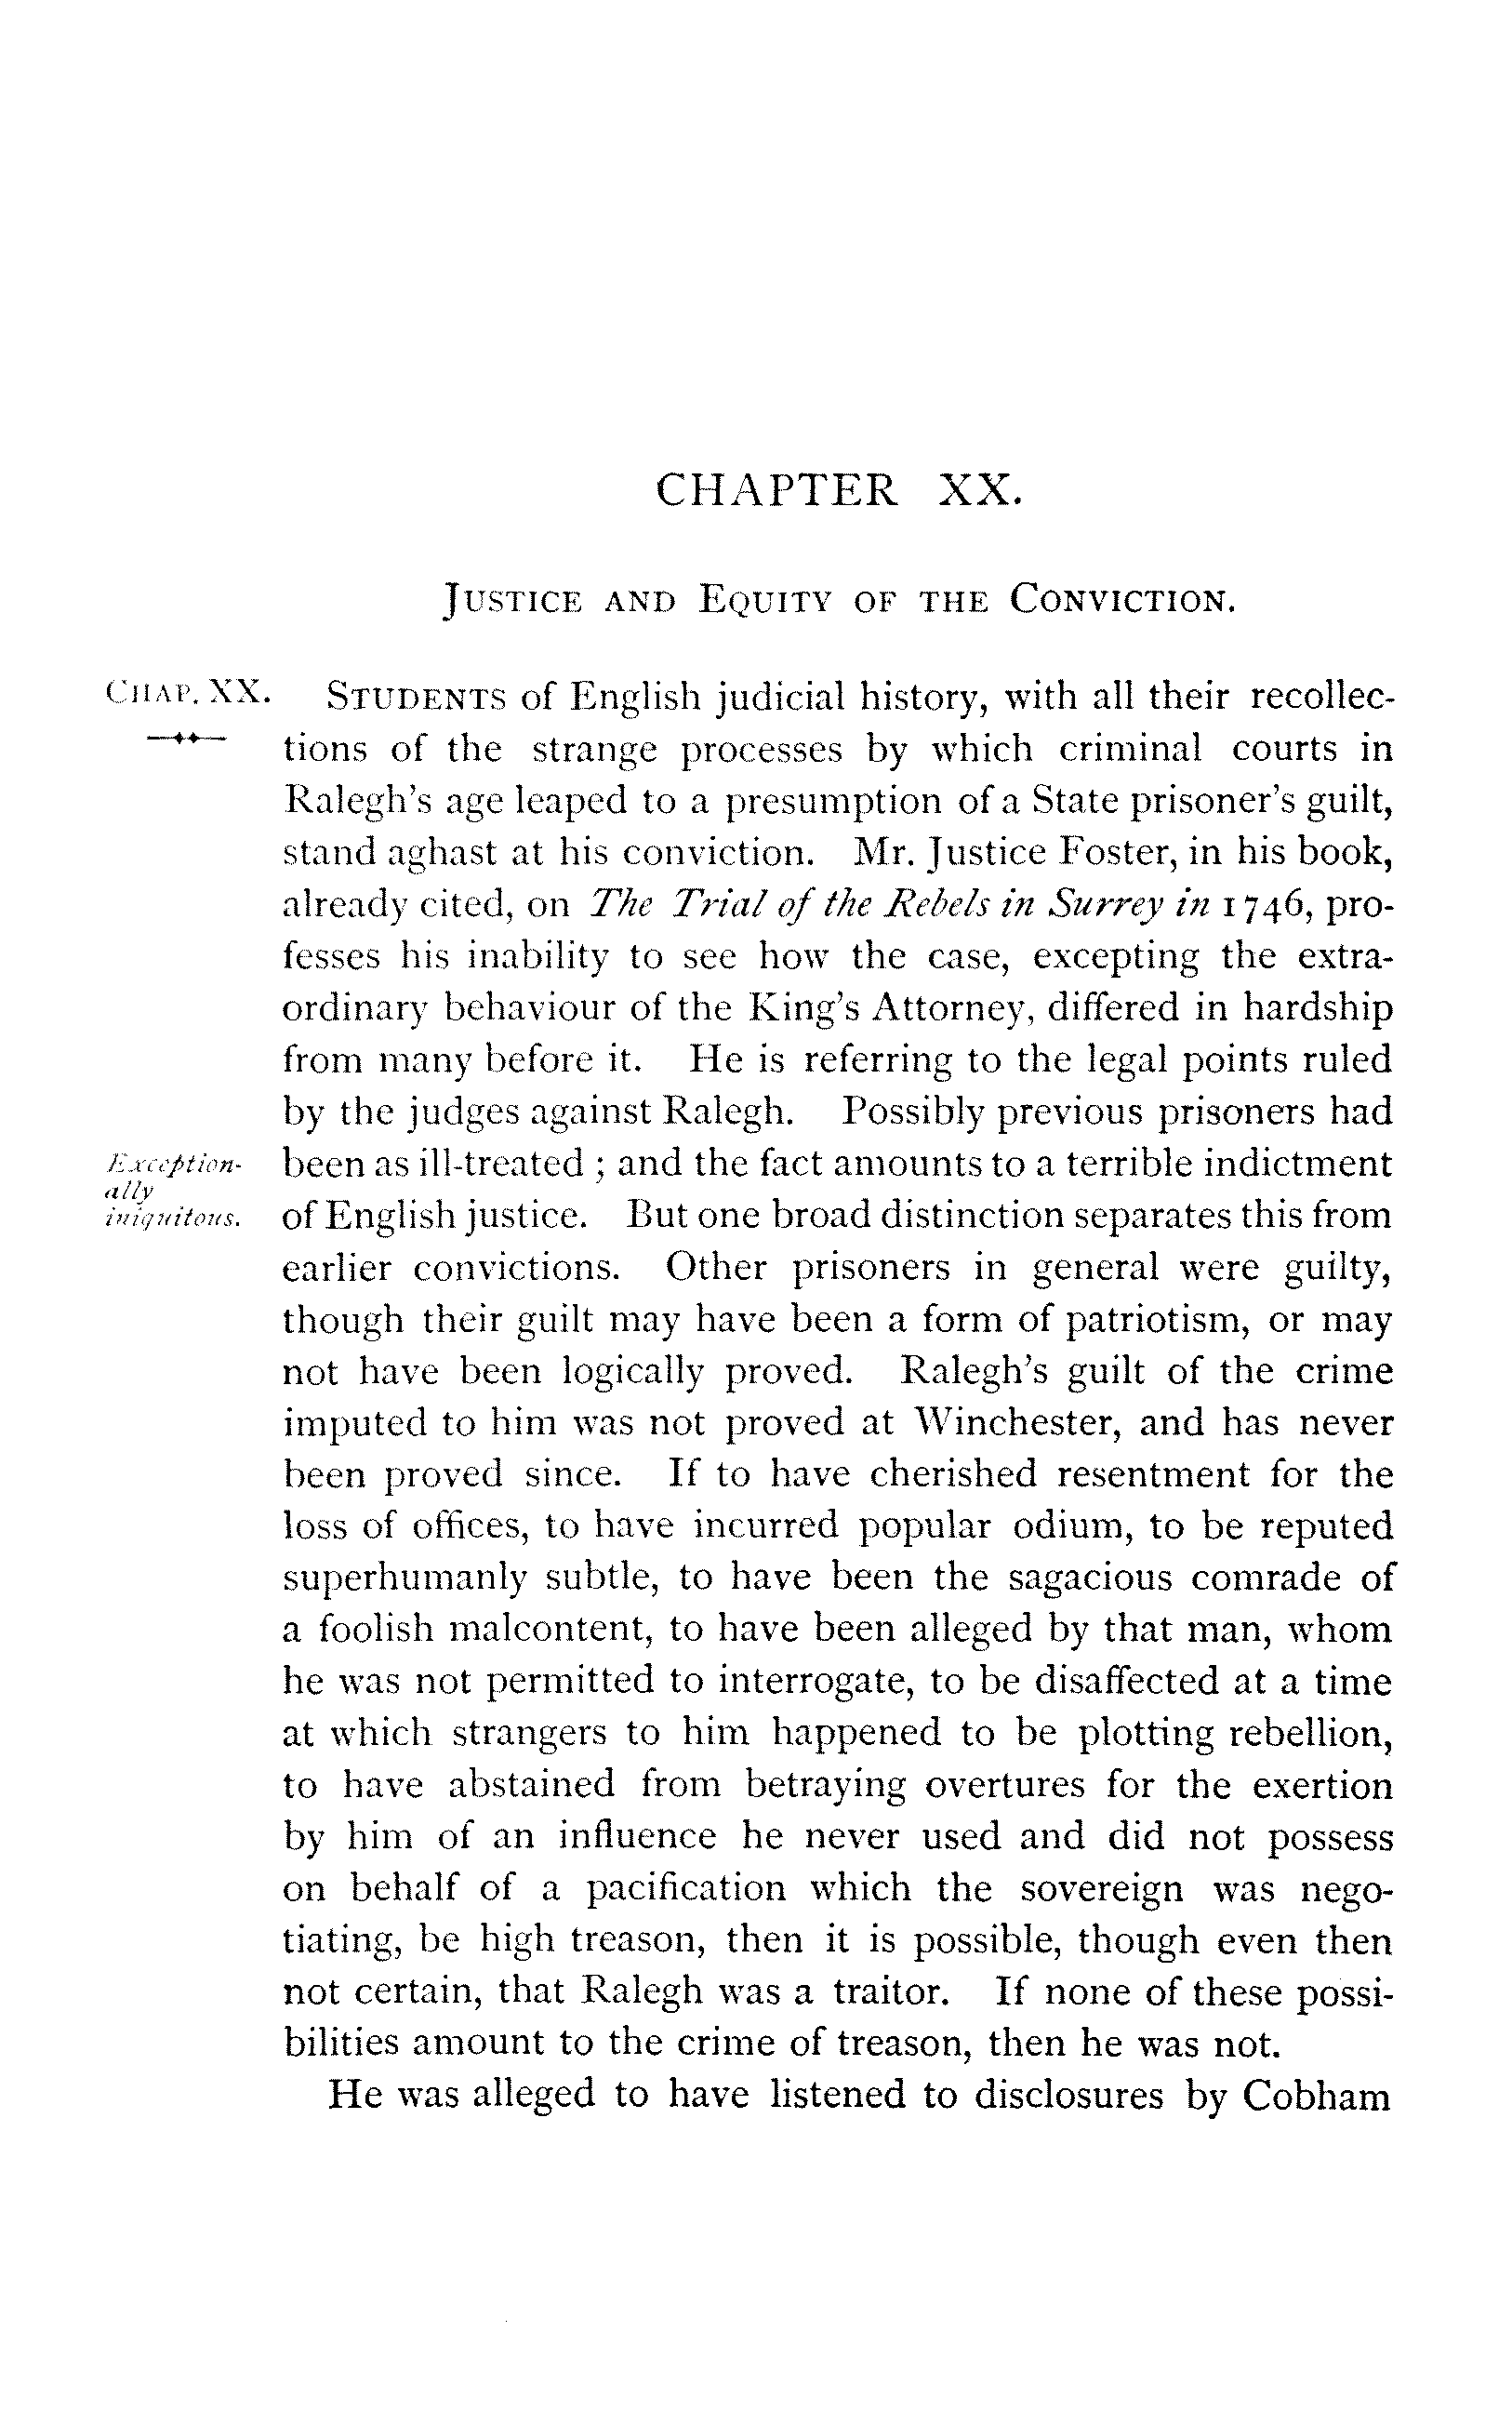 CHAPTER XX.
JUSTICE AND EQUITY OF THE CONVICTION.
CHAP. XX.
STUDENTS of English judicial history, with all their recollec-
tions of the strange processes by which criminal courts in
Ralegh's age leaped to a presumption of a State prisoner's guilt,
stand aghast at his conviction. Mr. Justice Foster, in his book,
already cited, on The Trial of the Rebels in Surrey in 1746, pro-
fesses his inability to see how the case, excepting the extra-
ordinary behaviour of the King's Attorney, differed in hardship
from many before it. He is referring to the legal points ruled
by the judges against Ralegh. Possibly previous prisoners had
Exception-
ally
iniquitous.
been as ill-treated ; and the fact amounts to a terrible indictment
of English justice. But one broad distinction separates this from
earlier convictions. Other prisoners in general were guilty,
though their guilt may have been a form of patriotism, or may
not have been logically proved. Ralegh's guilt of the crime
imputed to him was not proved at Winchester, and has never
been proved since. If to have cherished resentment for the
loss of offices, to have incurred popular odium, to be reputed
superhumanly subtle, to have been the sagacious comrade of
a foolish malcontent, to have been alleged by that man, whom
he was not permitted to interrogate, to be disaffected at a time
at which strangers to him happened to be plotting rebellion,
to have abstained from betraying overtures for the exertion
by him of an influence he never used and did not possess
on behalf of a pacification which the sovereign was nego-
tiating, be high treason, then it is possible, though even then
not certain, that Ralegh was a traitor. If none of these possi-
bilities amount to the crime of treason, then he was not.
He was alleged to have listened to disclosures by Cobham